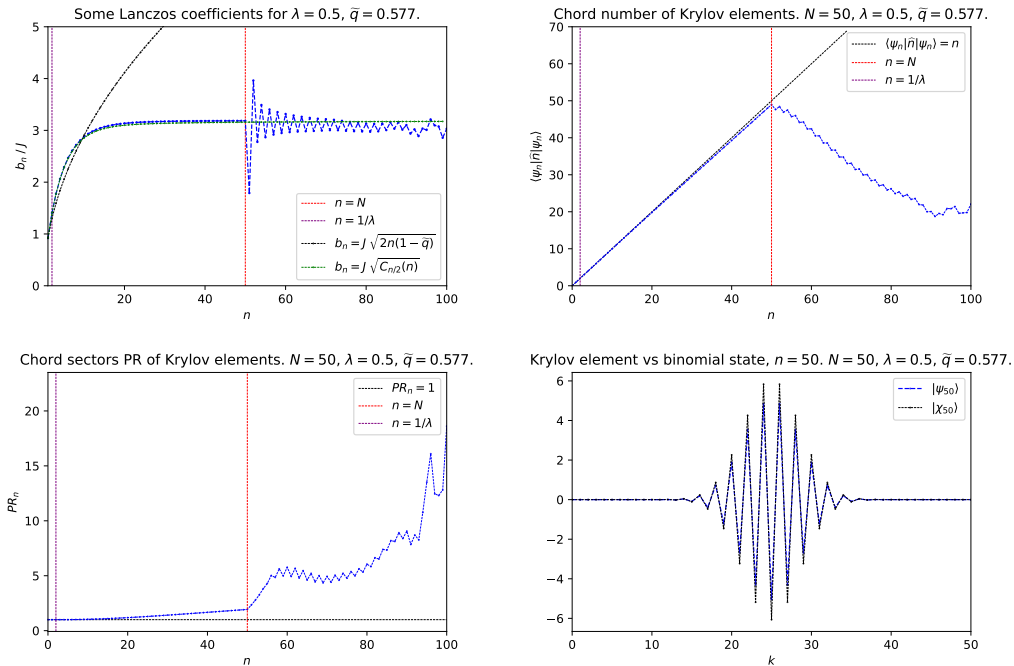 Some Lanczos coefficients for λ = 0.5, q̃ = 0.577.
b_n / J
5
4
3
2
1
0
n = N
n = 1/λ
b_n = J √(2n(1 − q̃))
b_n = J √(C_{n/2}(n))
20 40 60 80 100
n
Chord number of Krylov elements. N = 50, λ = 0.5, q̃ = 0.577.
⟨ψ_n|n̂|ψ_n⟩
70
60
50
40
30
20
10
0
⟨ψ_n|n̂|ψ_n⟩ = n
n = N
n = 1/λ
0 20 40 60 80 100
n
Chord sectors PR of Krylov elements. N = 50, λ = 0.5, q̃ = 0.577.
PR_n
20
15
10
5
0
PR_n = 1
n = N
n = 1/λ
0 20 40 60 80 100
n
Krylov element vs binomial state, n = 50. N = 50, λ = 0.5, q̃ = 0.577.
6
4
2
0
−2
−4
−6
|ψ_50⟩
|χ_50⟩
0 10 20 30 40 50
k